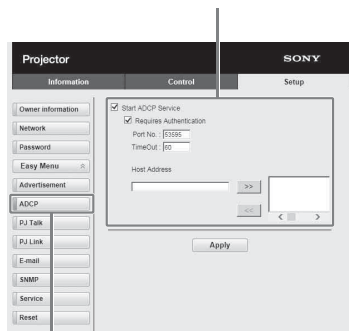 Projector
SONY
Information
Control
Setup
Owner information
Network
Password
Easy Menu
Advertisement
ADCP
PJ Talk
PJ Link
E-mail
SNMP
Service
Reset
Start ADCP Service
Requires Authentication
Port No. : 53595
TimeOut : 60
Host Address
>>
<<
< >
Apply